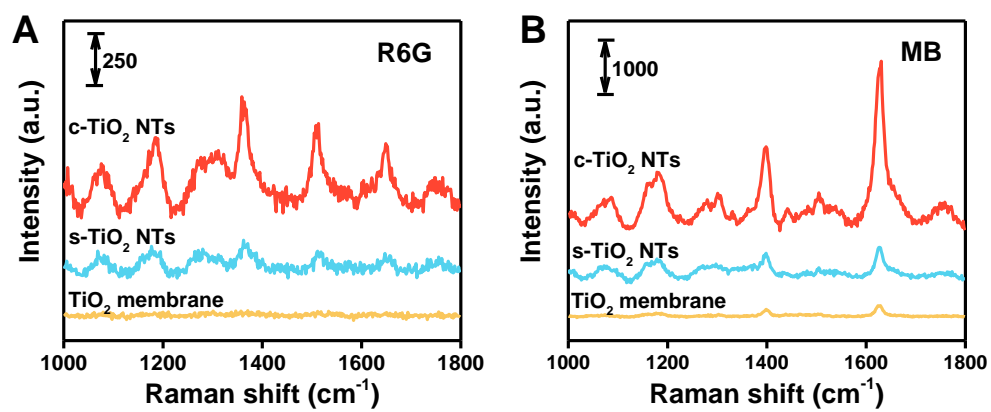 A
R6G
250
c-TiO₂ NTs
s-TiO₂ NTs
TiO₂ membrane
Intensity (a.u.)
1000 1200 1400 1600 1800
Raman shift (cm⁻¹)
B
MB
1000
c-TiO₂ NTs
s-TiO₂ NTs
TiO₂ membrane
Intensity (a.u.)
1000 1200 1400 1600 1800
Raman shift (cm⁻¹)